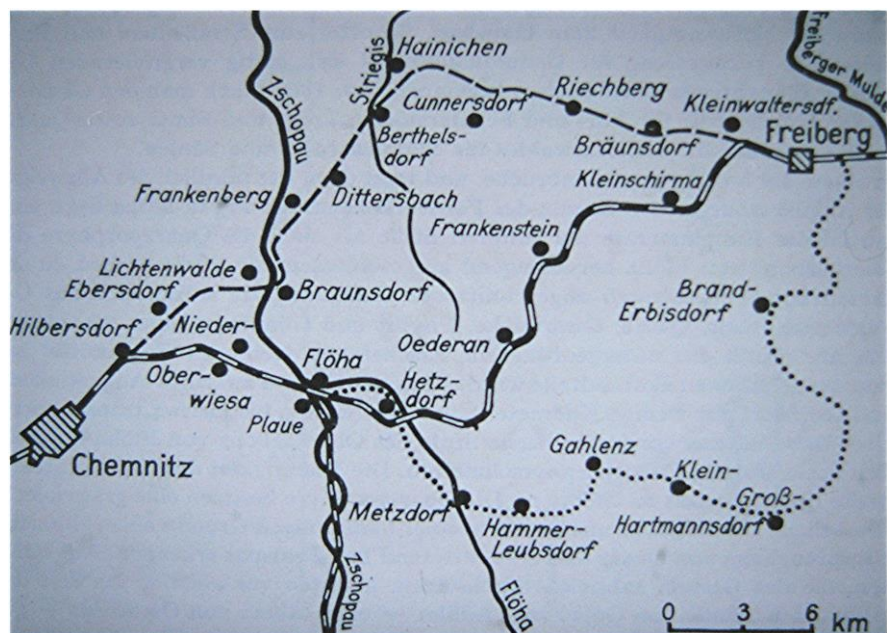 Freiberger Muld
Hainichen
Striegis
Zschopau
Cunnersdorf
Riechberg
Kleinwaltersdf.
Berthels-
dorf
Bräunsdorf
Freiberg
Frankenberg
Dittersbach
Kleinschirma
Frankenstein
Lichtenwalde
Ebersdorf
Braunsdorf
Brand-
Erbisdorf
Hilbersdorf
Nieder-
Ober-
wiesa
Flöha
Oederan
Hetz-
dorf
Plaue
Chemnitz
Gahlenz
Klein-
Groß-
Hartmannsdorf
Metzdorf
Hammer-
Leubsdorf
Zschopau
Flöha
0 3 6
km